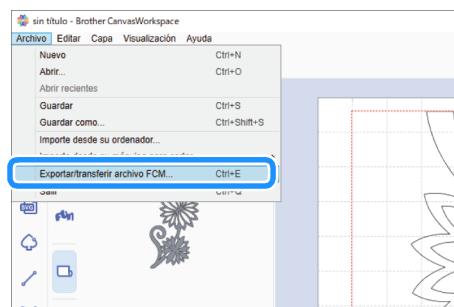 sin título - Brother CanvasWorkspace
Archivo Editar Capa Visualización Ayuda
Nuevo Ctrl+N
Abrir... Ctrl+O
Abrir recientes
Guardar Ctrl+S
Guardar como... Ctrl+Shift+S
Importe desde su ordenador...
Exportar/transferir archivo FCM... Ctrl+E
Salir Ctrl+Q
SVG
fun